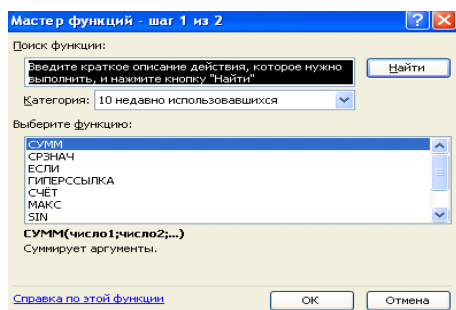 Мастер функций - шаг 1 из 2
Поиск функции:
Введите краткое описание действия, которое нужно
выполнить, и нажмите кнопку "Найти"
Найти
Категория: 10 недавно использовавшихся
Выберите функцию:
СУММ
СРЗНАЧ
ЕСЛИ
ГИПЕРССЫЛКА
СЧЁТ
МАКС
SIN
СУММ(число1;число2;...)
Суммирует аргументы.
Справка по этой функции
ОК
Отмена